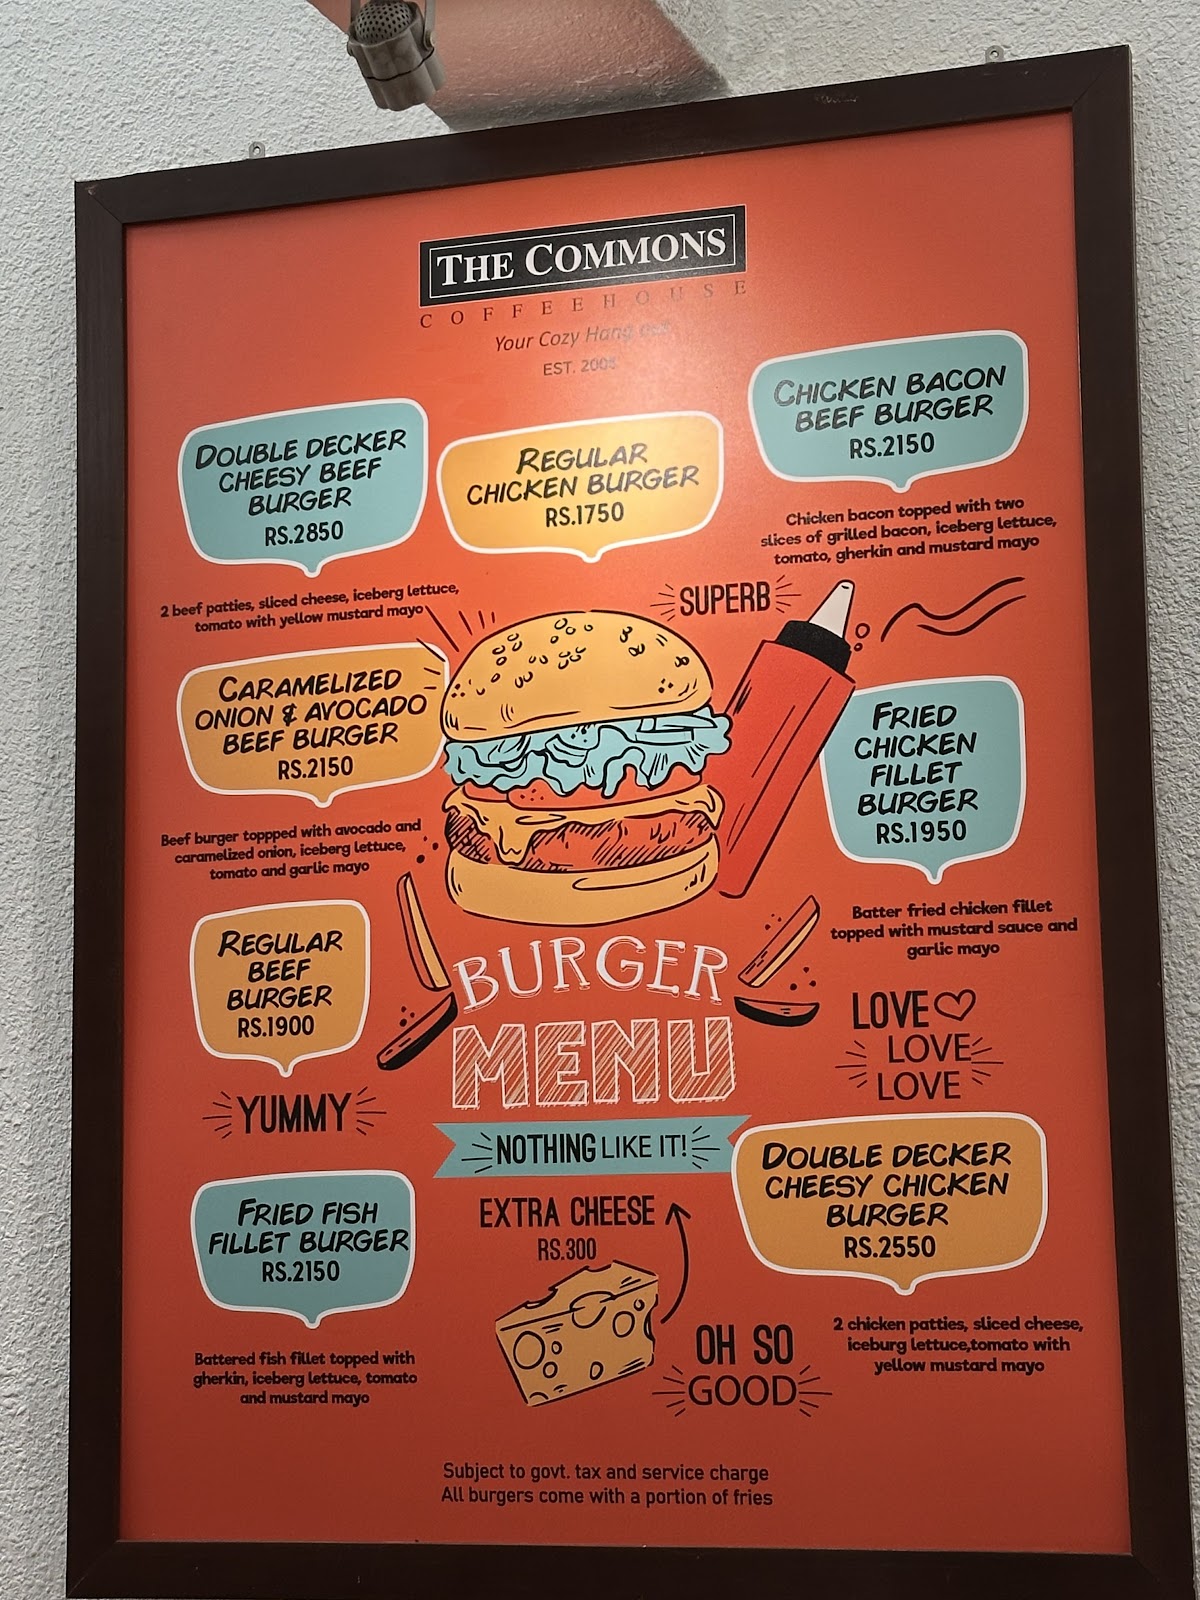 THE COMMONS
COFFEEHOUSE
Your Cozy Hang
EST.
DOUBLE DECKER
CHEESY BEEF
BURGER
RS.2850
2 beef patties, sliced cheese, iceberg lettuce,
tomato with yellow mustard mayo
REGULAR
CHICKEN BURGER
RS.1750
CHICKEN BACON
BEEF BURGER
RS.2150
Chicken bacon topped with two
slices of grilled bacon, iceberg lettuce,
tomato, gherkin and mustard mayo
SUPERB
CARAMELIZED
ONION & AVOCADO
BEEF BURGER
RS.2150
Beef burger toppped with avocado and
caramelized onion, iceberg lettuce,
tomato and garlic mayo
FRIED
CHICKEN
FILLET
BURGER
RS.1950
Batter fried chicken fillet
topped with mustard sauce and
garlic mayo
REGULAR
BEEF
BURGER
RS.1900
YUMMY
BURGER
MENU
NOTHING LIKE IT!
LOVE
LOVE
LOVE
FRIED FISH
FILLET BURGER
RS.2150
Battered fish fillet topped with
gherkin, iceberg lettuce, tomato
and mustard mayo
EXTRA CHEESE
RS.300
DOUBLE DECKER
CHEESY CHICKEN
BURGER
RS.2550
2 chicken patties, sliced cheese,
iceburg lettuce,tomato with
yellow mustard mayo
OH SO
GOOD
Subject to govt. tax and service charge
All burgers come with a portion of fries